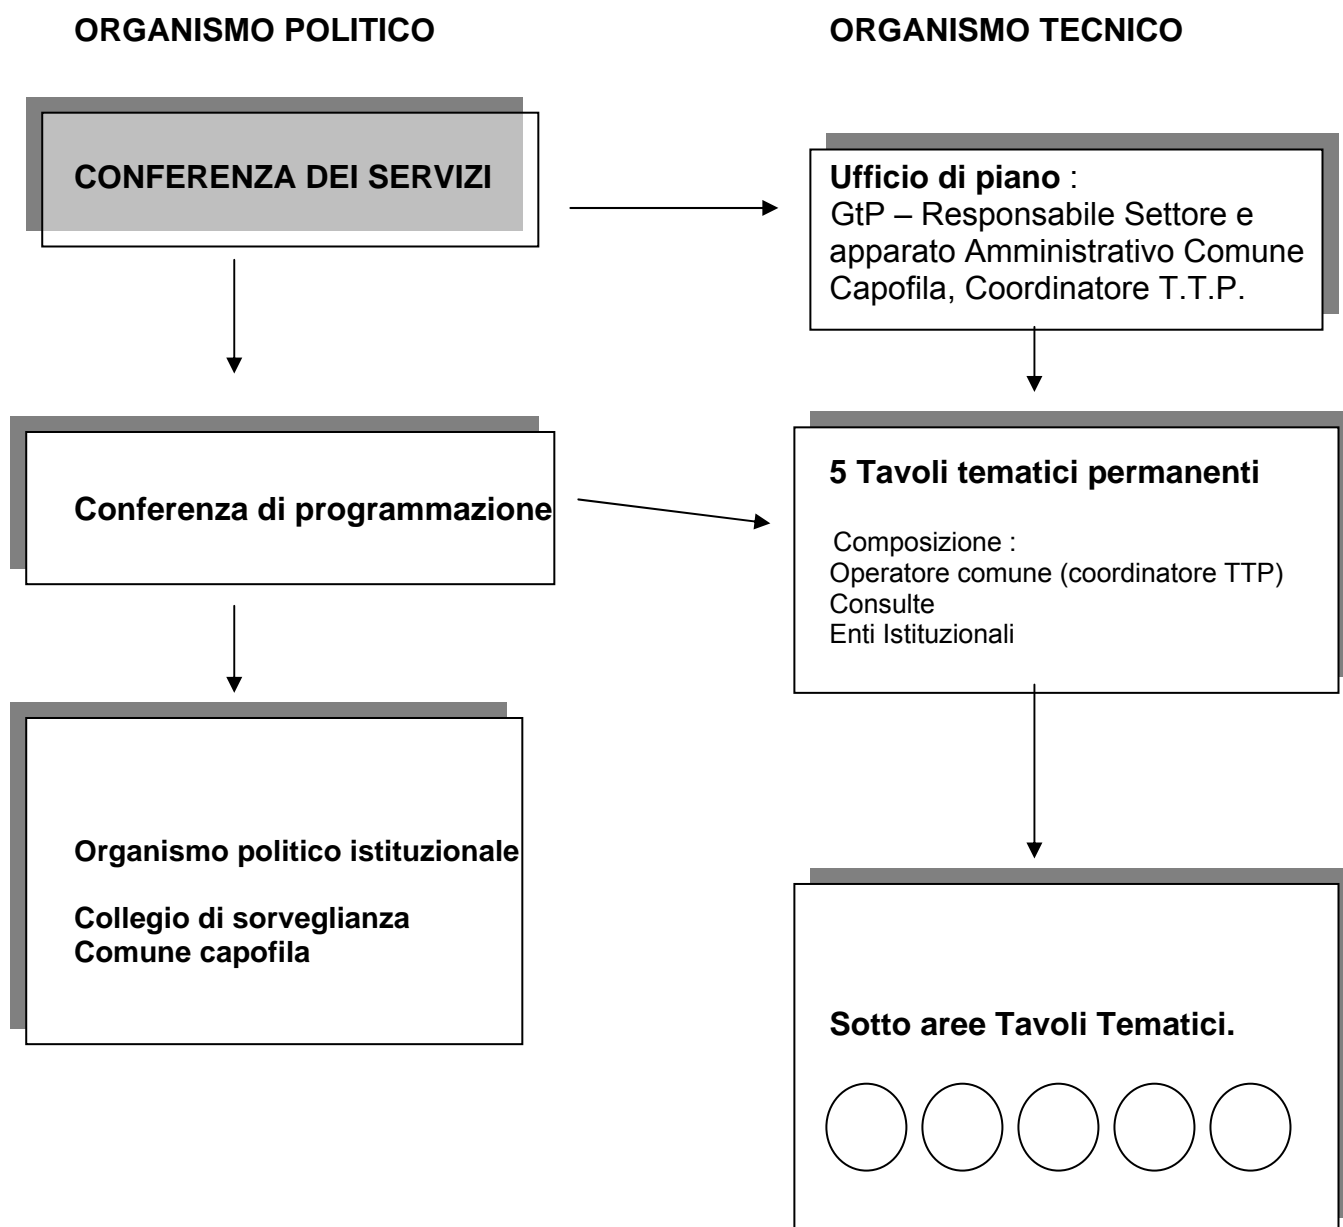 ORGANISMO POLITICO
ORGANISMO TECNICO
CONFERENZA DEI SERVIZI
Ufficio di piano :
GtP – Responsabile Settore e
apparato Amministrativo Comune
Capofila, Coordinatore T.T.P.
Conferenza di programmazione
5 Tavoli tematici permanenti
Composizione :
Operatore comune (coordinatore TTP)
Consulte
Enti Istituzionali
Organismo politico istituzionale
Collegio di sorveglianza
Comune capofila
Sotto aree Tavoli Tematici.